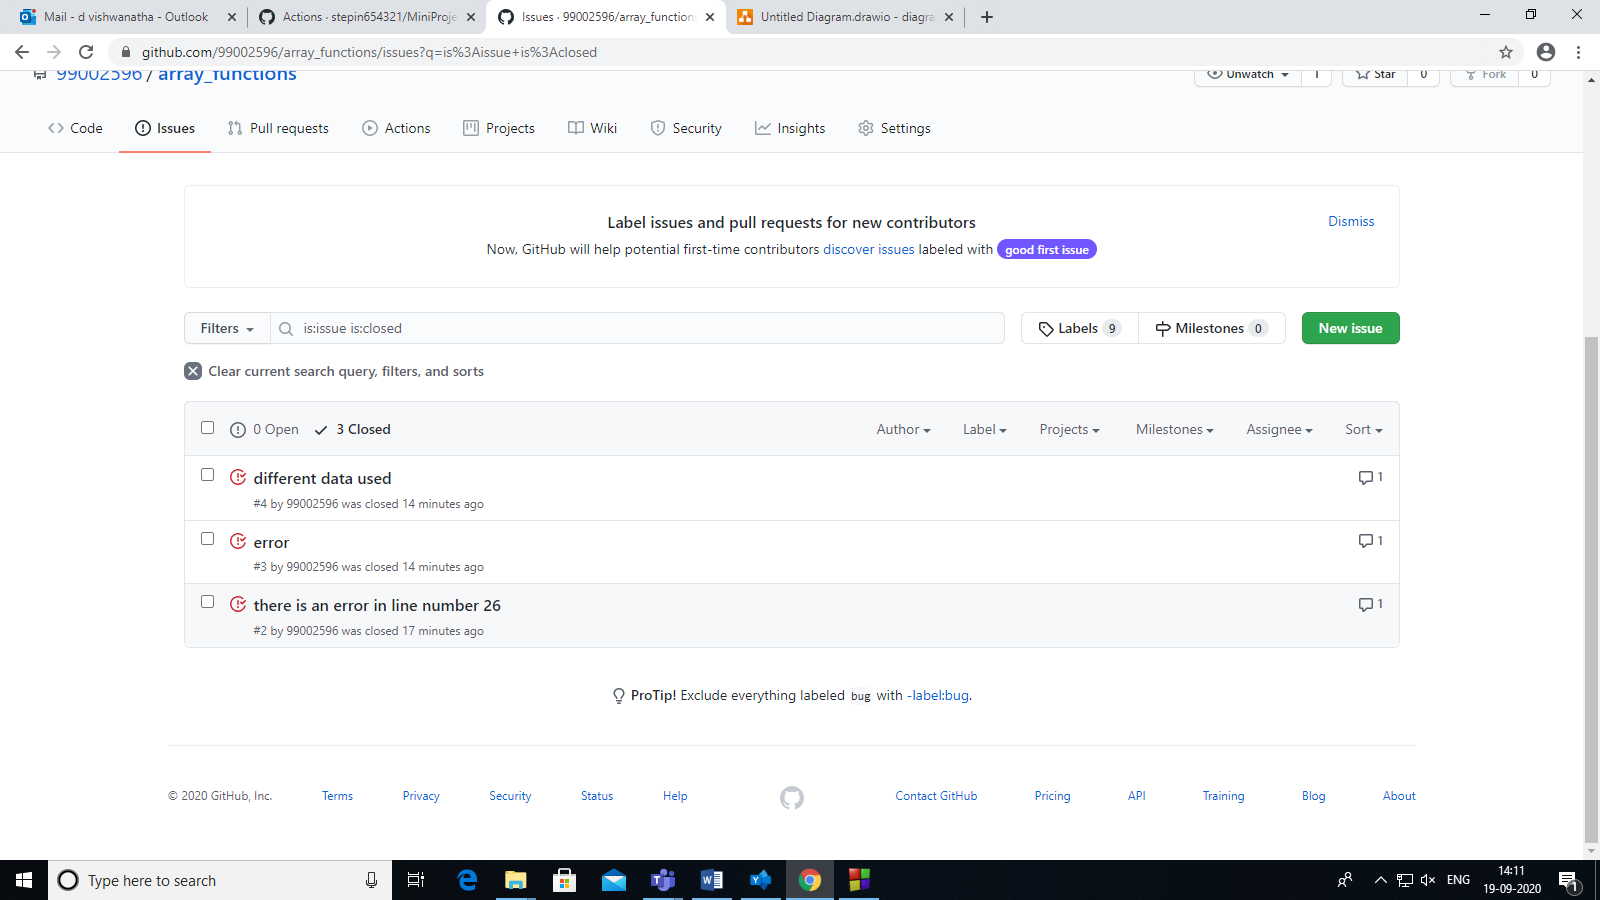 Mail - d vishwanatha - Outlook
Actions · stepin654321/MiniProje
Issues · 99002596/array_function
Untitled Diagram.drawio - diagra
github.com/99002596/array_functions/issues?q=is%3Aissue+is%3Aclosed
99002596 / array_functions
Unwatch 1
Star 0
Fork 0
Code
Issues
Pull requests
Actions
Projects
Wiki
Security
Insights
Settings
Label issues and pull requests for new contributors
Dismiss
Now, GitHub will help potential first-time contributors discover issues labeled with good first issue
Filters
is:issue is:closed
Labels 9
Milestones 0
New issue
Clear current search query, filters, and sorts
0 Open
3 Closed
Author
Label
Projects
Milestones
Assignee
Sort
different data used
1
#4 by 99002596 was closed 14 minutes ago
error
1
#3 by 99002596 was closed 14 minutes ago
there is an error in line number 26
1
#2 by 99002596 was closed 17 minutes ago
ProTip! Exclude everything labeled bug with -label:bug.
© 2020 GitHub, Inc.
Terms
Privacy
Security
Status
Help
Contact GitHub
Pricing
API
Training
Blog
About
Type here to search
ENG
14:11
19-09-2020
1